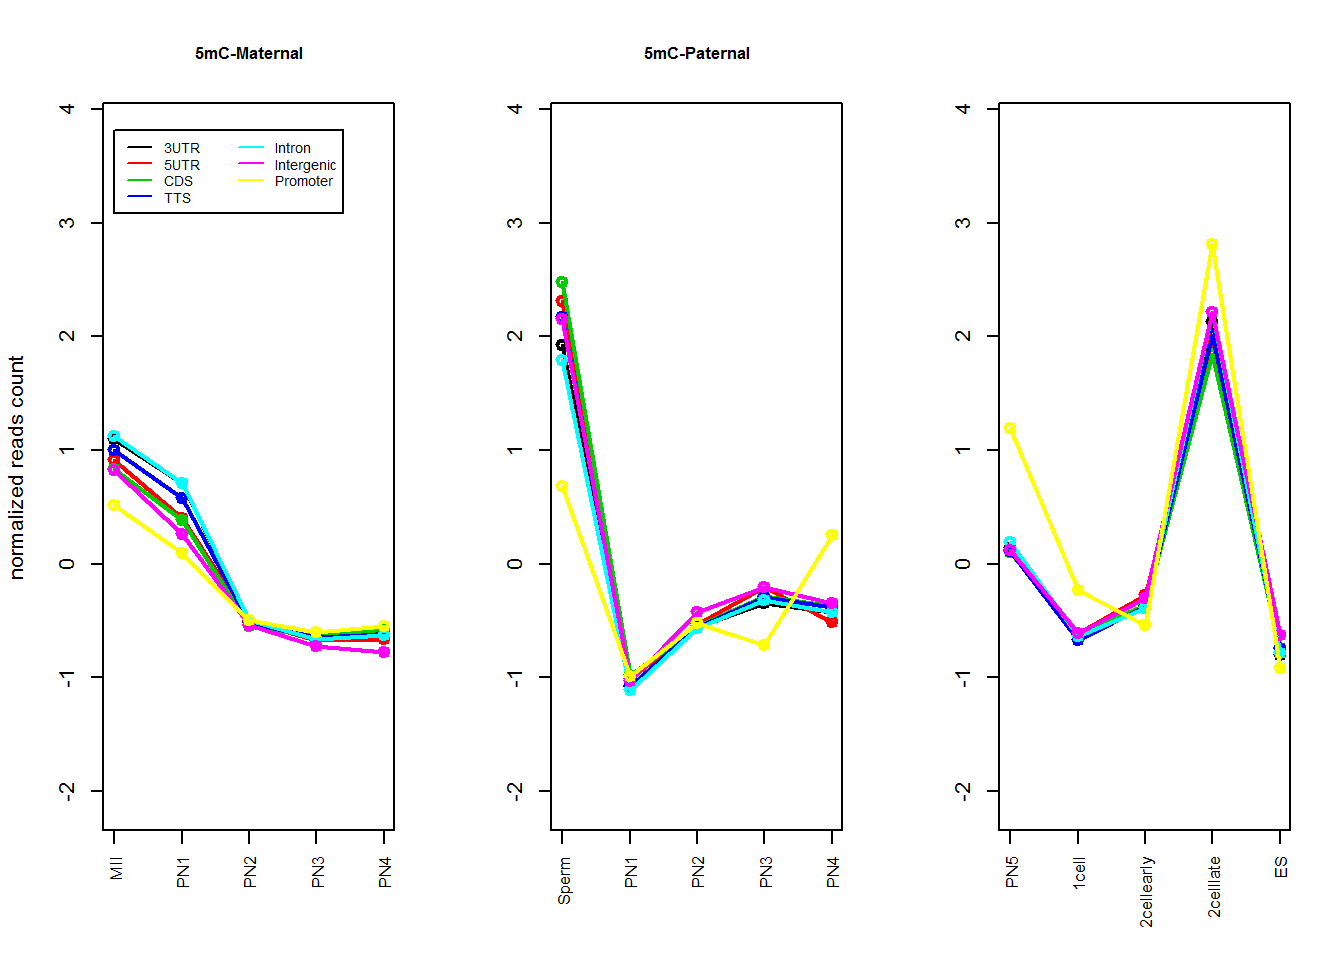 5mC-Maternal
5mC-Paternal
normalized reads count
4
3
2
1
0
-1
-2
3UTR
5UTR
CDS
TTS
Intron
Intergenic
Promoter
MII
PN1
PN2
PN3
PN4
4
3
2
1
0
-1
-2
Sperm
PN1
PN2
PN3
PN4
4
3
2
1
0
-1
-2
PN5
1cell
2cellearly
2celllate
ES